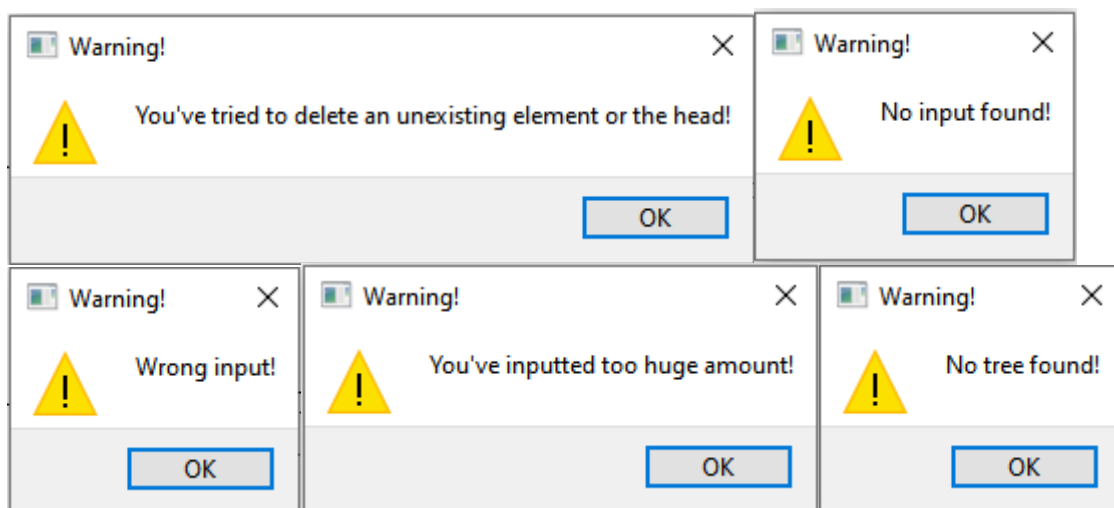 Warning!
You've tried to delete an unexisting element or the head!
OK
Warning!
No input found!
OK
Warning!
Wrong input!
OK
Warning!
You've inputted too huge amount!
OK
Warning!
No tree found!
OK